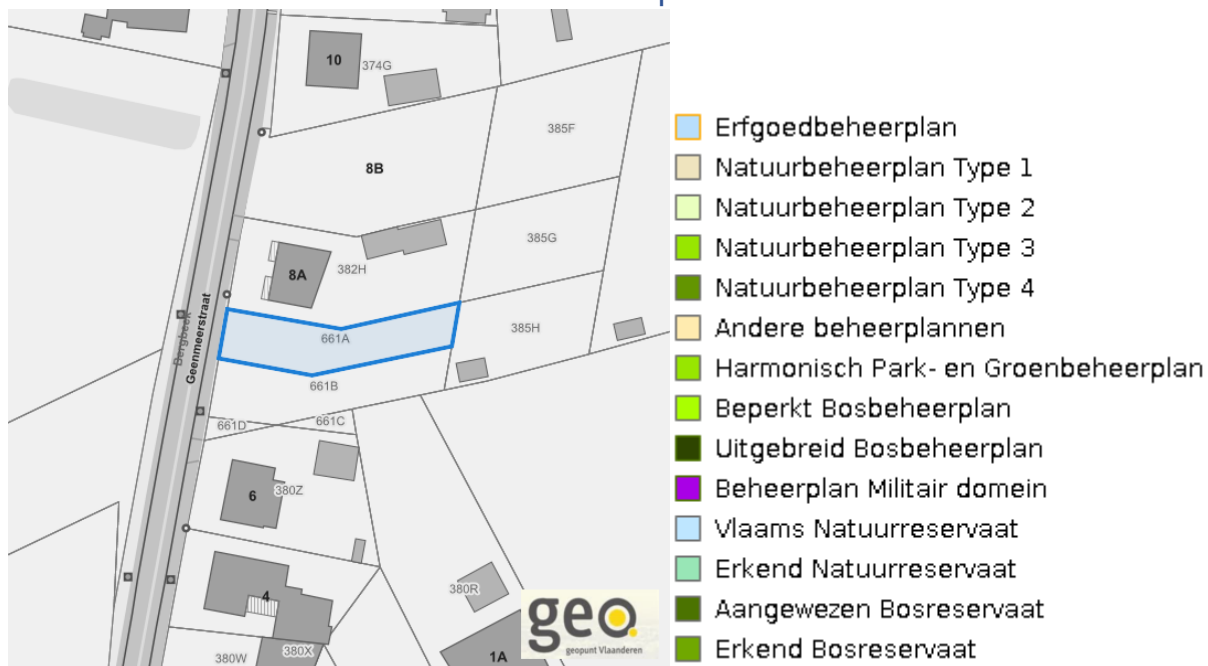 10
374G
385F
8B
385G
8A
382H
385H
661A
Bergbeek
Geenmeerstraat
661B
661D
661C
6
380Z
380R
4
380W
380X
1A
geo.
geopunt Vlaanderen
Erfgoedbeheerplan
Natuurbeheerplan Type 1
Natuurbeheerplan Type 2
Natuurbeheerplan Type 3
Natuurbeheerplan Type 4
Andere beheerplannen
Harmonisch Park- en Groenbeheerplan
Beperkt Bosbeheerplan
Uitgebreid Bosbeheerplan
Beheerplan Militair domein
Vlaams Natuurreservaat
Erkend Natuurreservaat
Aangewezen Bosreservaat
Erkend Bosreservaat